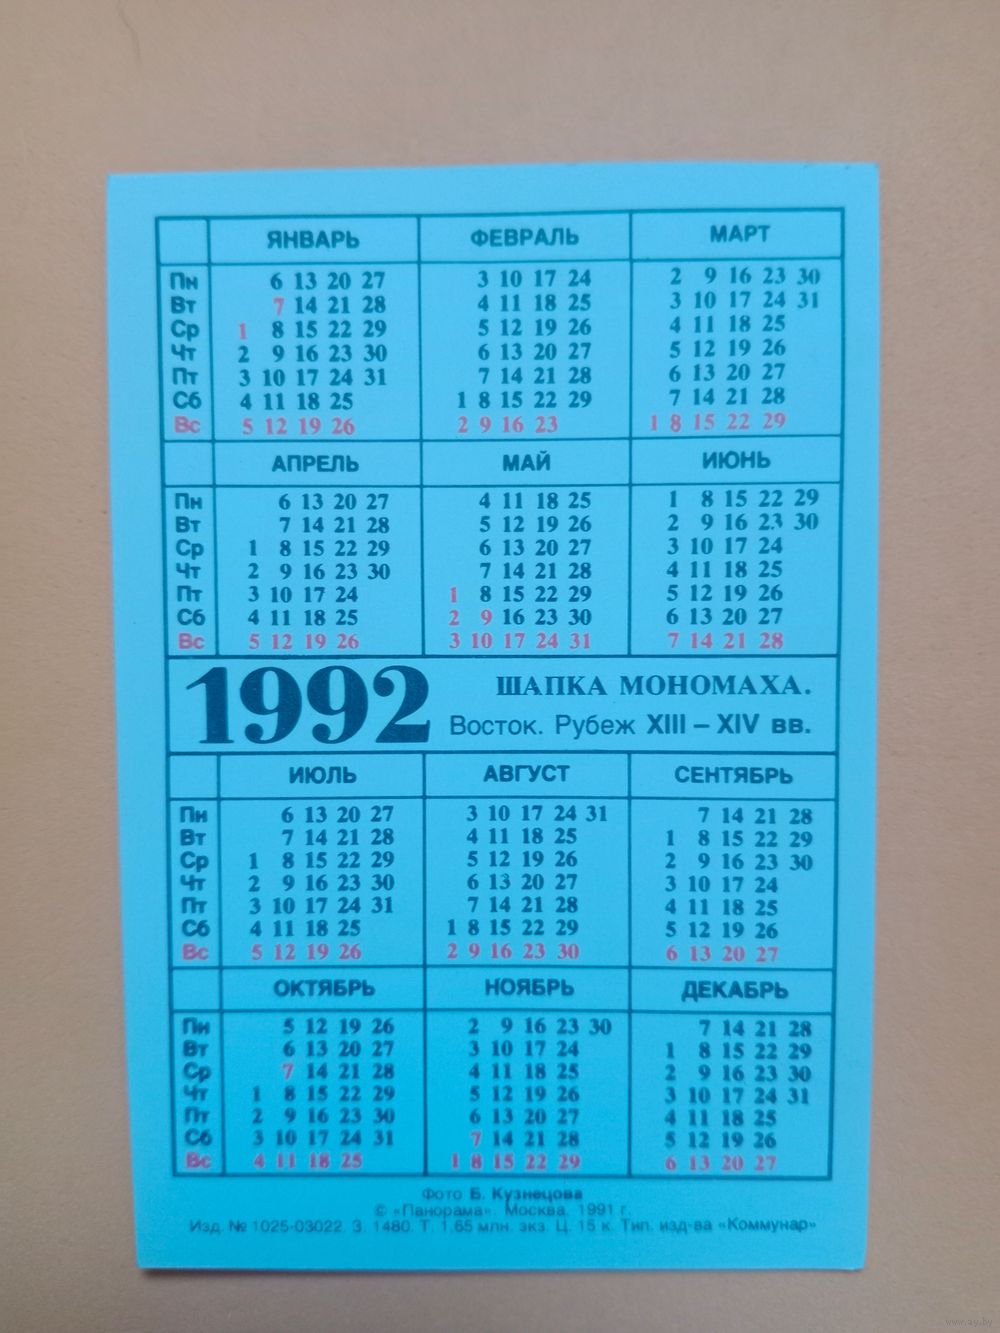 ЯНВАРЬ ФЕВРАЛЬ МАРТ
Пн 6 13 20 27 3 10 17 24 2 9 16 23 30
Вт 7 14 21 28 4 11 18 25 3 10 17 24 31
Ср 1 8 15 22 29 5 12 19 26 4 11 18 25
Чт 2 9 16 23 30 6 13 20 27 5 12 19 26
Пт 3 10 17 24 31 7 14 21 28 6 13 20 27
Сб 4 11 18 25 1 8 15 22 29 7 14 21 28
Вс 5 12 19 26 2 9 16 23 1 8 15 22 29
АПРЕЛЬ МАЙ ИЮНЬ
Пн 6 13 20 27 4 11 18 25 1 8 15 22 29
Вт 7 14 21 28 5 12 19 26 2 9 16 23 30
Ср 1 8 15 22 29 6 13 20 27 3 10 17 24
Чт 2 9 16 23 30 7 14 21 28 4 11 18 25
Пт 3 10 17 24 1 8 15 22 29 5 12 19 26
Сб 4 11 18 25 2 9 16 23 30 6 13 20 27
Вс 5 12 19 26 3 10 17 24 31 7 14 21 28
1992 ШАПКА МОНОМАХА.
Восток. Рубеж XIII – XIV вв.
ИЮЛЬ АВГУСТ СЕНТЯБРЬ
Пн 6 13 20 27 3 10 17 24 31 7 14 21 28
Вт 7 14 21 28 4 11 18 25 1 8 15 22 29
Ср 1 8 15 22 29 5 12 19 26 2 9 16 23 30
Чт 2 9 16 23 30 6 13 20 27 3 10 17 24
Пт 3 10 17 24 31 7 14 21 28 4 11 18 25
Сб 4 11 18 25 1 8 15 22 29 5 12 19 26
Вс 5 12 19 26 2 9 16 23 30 6 13 20 27
ОКТЯБРЬ НОЯБРЬ ДЕКАБРЬ
Пн 5 12 19 26 2 9 16 23 30 7 14 21 28
Вт 6 13 20 27 3 10 17 24 1 8 15 22 29
Ср 7 14 21 28 4 11 18 25 2 9 16 23 30
Чт 1 8 15 22 29 5 12 19 26 3 10 17 24 31
Пт 2 9 16 23 30 6 13 20 27 4 11 18 25
Сб 3 10 17 24 31 7 14 21 28 5 12 19 26
Вс 4 11 18 25 1 8 15 22 29 6 13 20 27
Фото Б. Кузнецова
© «Панорама». Москва. 1991 г.
Изд. № 1025-03022. З. 1480. Т. 1,65 млн. экз. Ц. 15 к. Тип. изд-ва «Коммунар»
www.ay.by